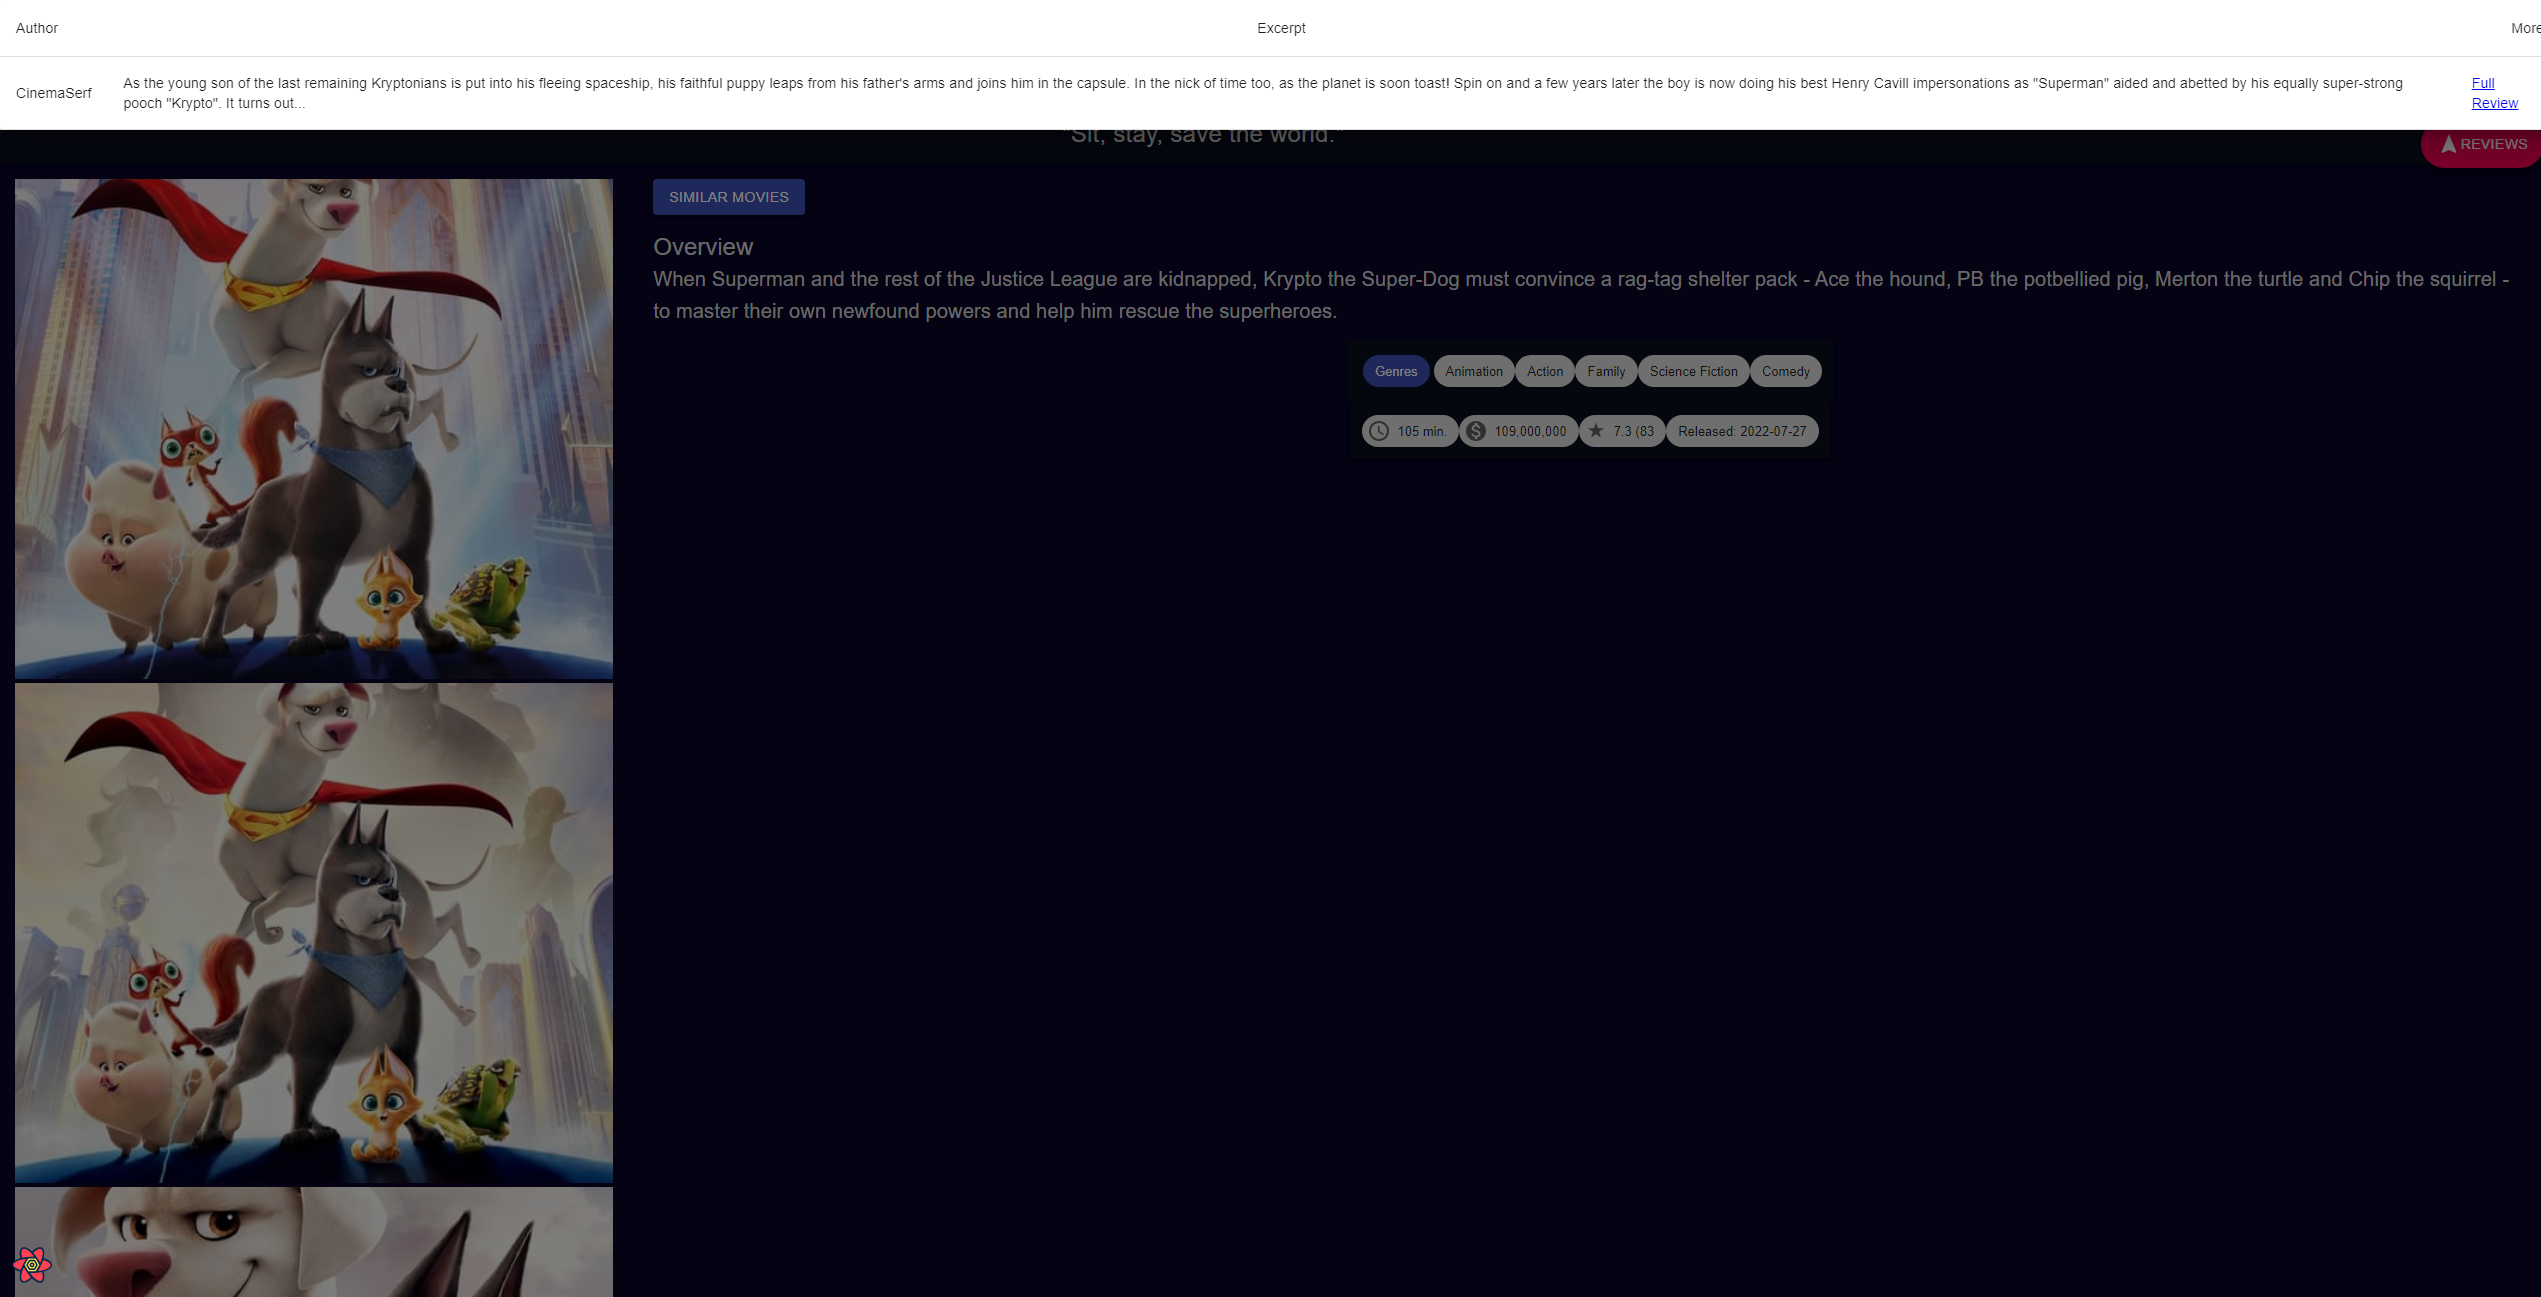 Author Excerpt More
CinemaSerf
As the young son of the last remaining Kryptonians is put into his fleeing spaceship, his faithful puppy leaps from his father's arms and joins him in the capsule. In the nick of time too, as the planet is soon toast! Spin on and a few years later the boy is now doing his best Henry Cavill impersonations as "Superman" aided and abetted by his equally super-strong
pooch "Krypto". It turns out...
Full
Review
"Sit, stay, save the world."
REVIEWS
SIMILAR MOVIES
Overview
When Superman and the rest of the Justice League are kidnapped, Krypto the Super-Dog must convince a rag-tag shelter pack - Ace the hound, PB the potbellied pig, Merton the turtle and Chip the squirrel -
to master their own newfound powers and help him rescue the superheroes.
Genres Animation Action Family Science Fiction Comedy
105 min. 109,000,000 7.3 (83 Released: 2022-07-27